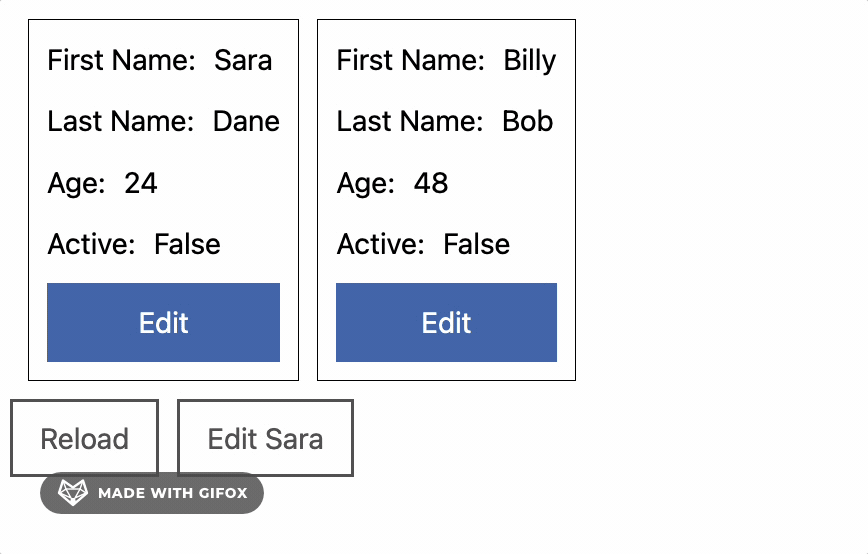 First Name: Sara
Last Name: Dane
Age: 24
Active: False
Edit
First Name: Billy
Last Name: Bob
Age: 48
Active: False
Edit
Reload
Edit Sara
MADE WITH GIFOX